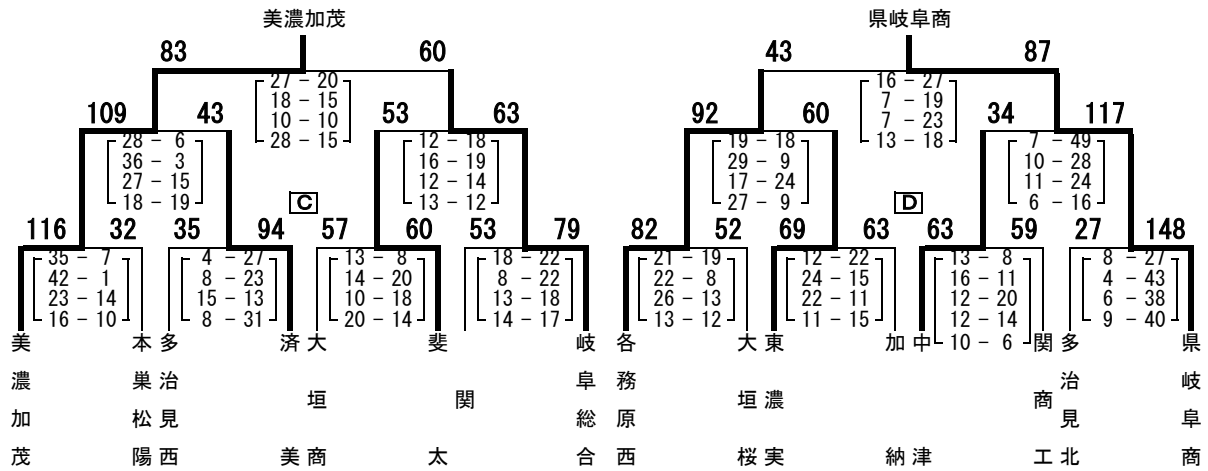 美濃加茂
県岐阜商
83 60
27 - 20
18 - 15
10 - 10
28 - 15
43 87
16 - 27
7 - 19
7 - 23
13 - 18
109 43
28 - 6
36 - 3
27 - 15
18 - 19
53 63
12 - 18
16 - 19
12 - 14
13 - 12
92 60
19 - 18
29 - 9
17 - 24
27 - 9
34 117
7 - 49
10 - 28
11 - 24
6 - 16
C
D
116 32
35 - 7
42 - 1
23 - 14
16 - 10
35 94
4 - 27
8 - 23
15 - 13
8 - 31
57 60
13 - 8
14 - 20
10 - 18
20 - 14
53 79
18 - 22
8 - 22
13 - 18
14 - 17
82 52
21 - 19
22 - 8
26 - 13
13 - 12
69 63
12 - 22
24 - 15
22 - 11
11 - 15
63 59
13 - 8
16 - 11
12 - 20
12 - 14
10 - 6
27 148
8 - 27
4 - 43
6 - 38
9 - 40
美濃加茂
本巣松陽
多治見西
済美
大垣商
斐太
関
岐阜総合
各務原西
大垣桜
東濃実
加納
中津
関商工
多治見北
県岐阜商